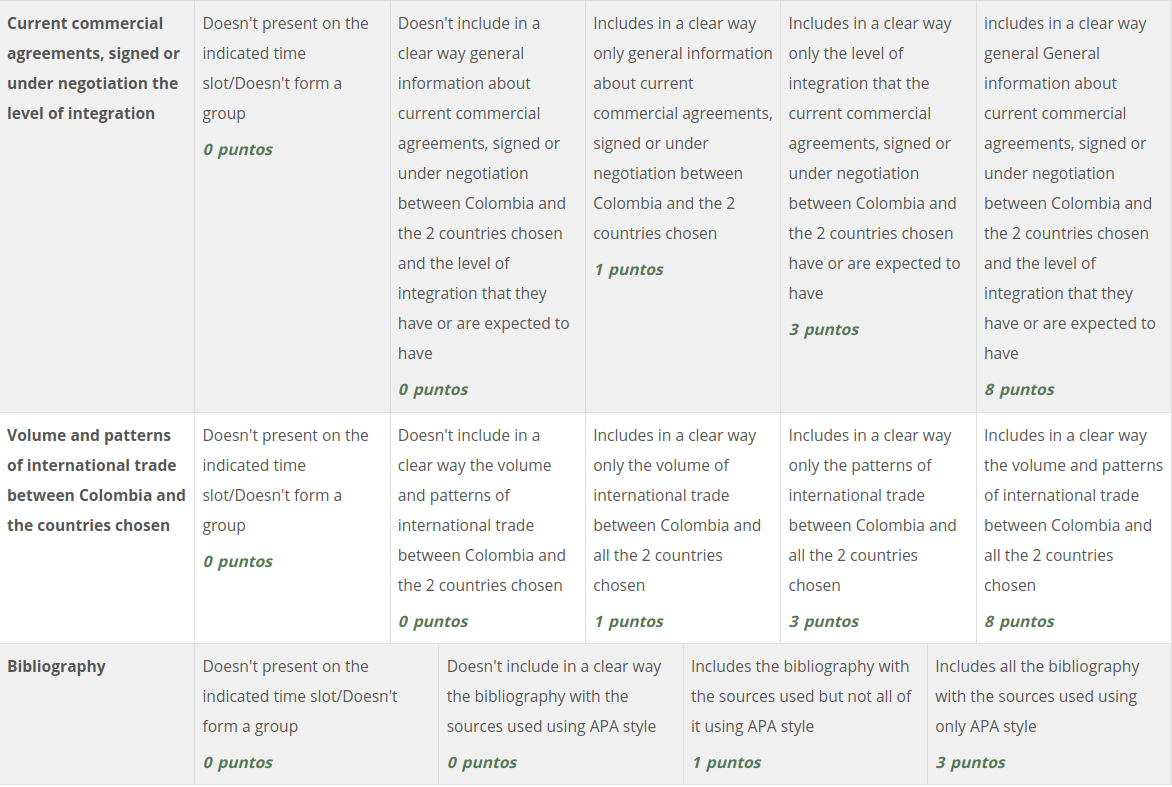 Current commercial
agreements, signed or
under negotiation the
level of integration
Doesn't present on the
indicated time
slot/Doesn't form a
group
0 puntos
Doesn't include in a
clear way general
information about
current commercial
agreements, signed or
under negotiation
between Colombia and
the 2 countries chosen
and the level of
integration that they
have or are expected to
have
0 puntos
Includes in a clear way
only general information
about current
commercial agreements,
signed or under
negotiation between
Colombia and the 2
countries chosen
1 puntos
Includes in a clear way
only the level of
integration that the
current commercial
agreements, signed or
under negotiation
between Colombia and
the 2 countries chosen
have or are expected to
have
3 puntos
includes in a clear way
general General
information about
current commercial
agreements, signed or
under negotiation
between Colombia and
the 2 countries chosen
and the level of
integration that they
have or are expected to
have
8 puntos
Volume and patterns
of international trade
between Colombia and
the countries chosen
Doesn't present on the
indicated time
slot/Doesn't form a
group
0 puntos
Doesn't include in a
clear way the volume
and patterns of
international trade
between Colombia and
the 2 countries chosen
0 puntos
Includes in a clear way
only the volume of
international trade
between Colombia and
all the 2 countries
chosen
1 puntos
Includes in a clear way
only the patterns of
international trade
between Colombia and
all the 2 countries
chosen
3 puntos
Includes in a clear way
the volume and patterns
of international trade
between Colombia and
all the 2 countries
chosen
8 puntos
Bibliography
Doesn't present on the
indicated time slot/Doesn't
form a group
0 puntos
Doesn't include in a clear way
the bibliography with the
sources used using APA style
0 puntos
Includes the bibliography with
the sources used but not all of
it using APA style
1 puntos
Includes all the bibliography
with the sources used using
only APA style
3 puntos